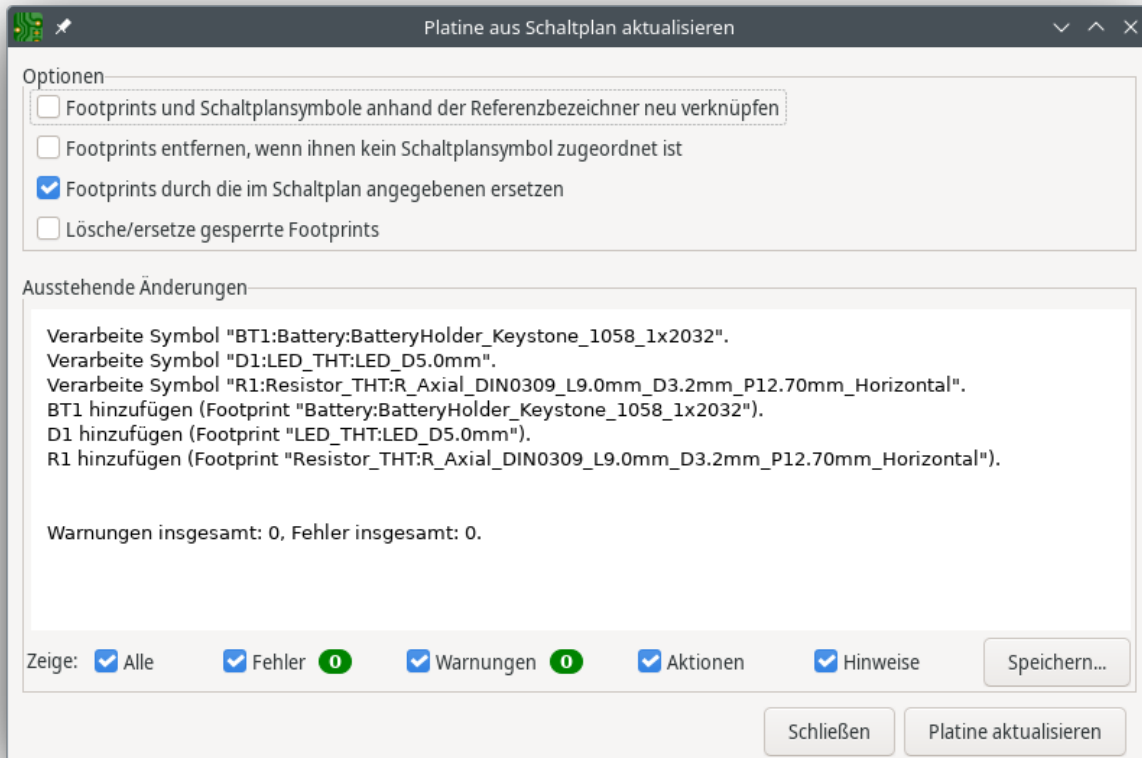 Platine aus Schaltplan aktualisieren
Optionen
Footprints und Schaltplansymbole anhand der Referenzbezeichner neu verknüpfen
Footprints entfernen, wenn ihnen kein Schaltplansymbol zugeordnet ist
Footprints durch die im Schaltplan angegebenen ersetzen
Lösche/ersetze gesperrte Footprints
Ausstehende Änderungen
Verarbeite Symbol "BT1:Battery:BatteryHolder_Keystone_1058_1x2032".
Verarbeite Symbol "D1:LED_THT:LED_D5.0mm".
Verarbeite Symbol "R1:Resistor_THT:R_Axial_DIN0309_L9.0mm_D3.2mm_P12.70mm_Horizontal".
BT1 hinzufügen (Footprint "Battery:BatteryHolder_Keystone_1058_1x2032").
D1 hinzufügen (Footprint "LED_THT:LED_D5.0mm").
R1 hinzufügen (Footprint "Resistor_THT:R_Axial_DIN0309_L9.0mm_D3.2mm_P12.70mm_Horizontal").
Warnungen insgesamt: 0, Fehler insgesamt: 0.
Zeige: Alle Fehler 0 Warnungen 0 Aktionen Hinweise Speichern...
Schließen Platine aktualisieren